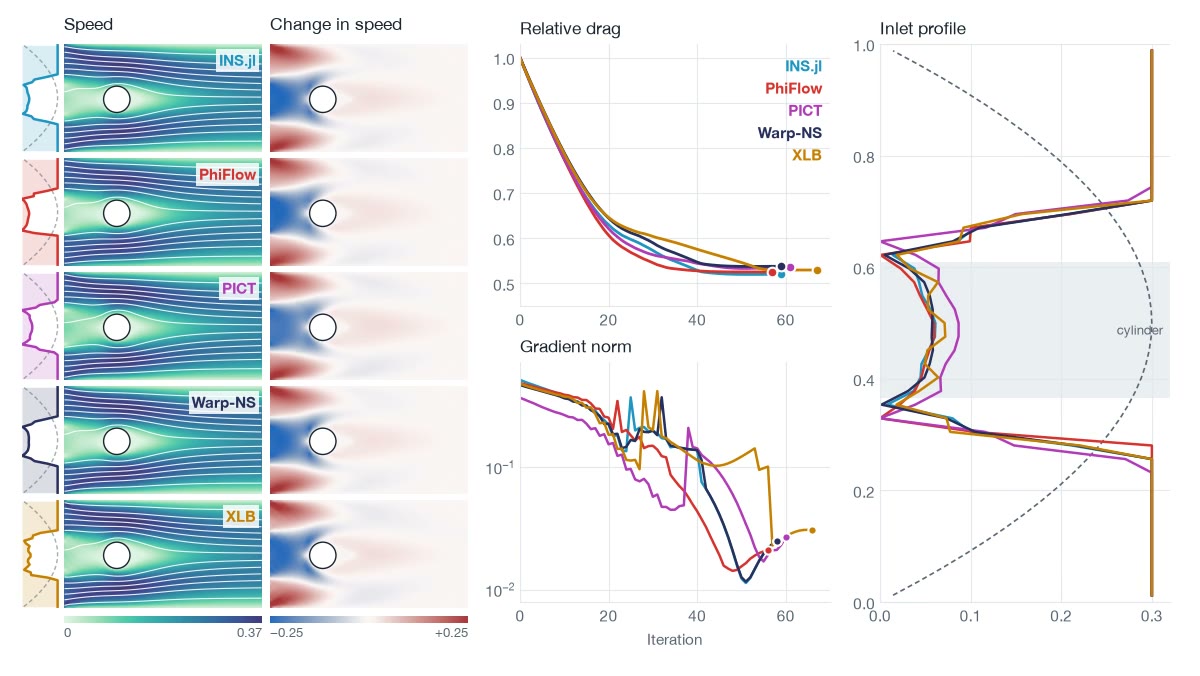 Speed
Change in speed
INS.jl
PhiFlow
PICT
Warp-NS
XLB
0 0.37
−0.25 +0.25
Relative drag
1.0
0.9
0.8
0.7
0.6
0.5
INS.jl
PhiFlow
PICT
Warp-NS
XLB
0 20 40 60
Gradient norm
10⁻¹
10⁻²
0 20 40 60
Iteration
Inlet profile
1.0
0.8
0.6
0.4
0.2
0.0
cylinder
0.0 0.1 0.2 0.3